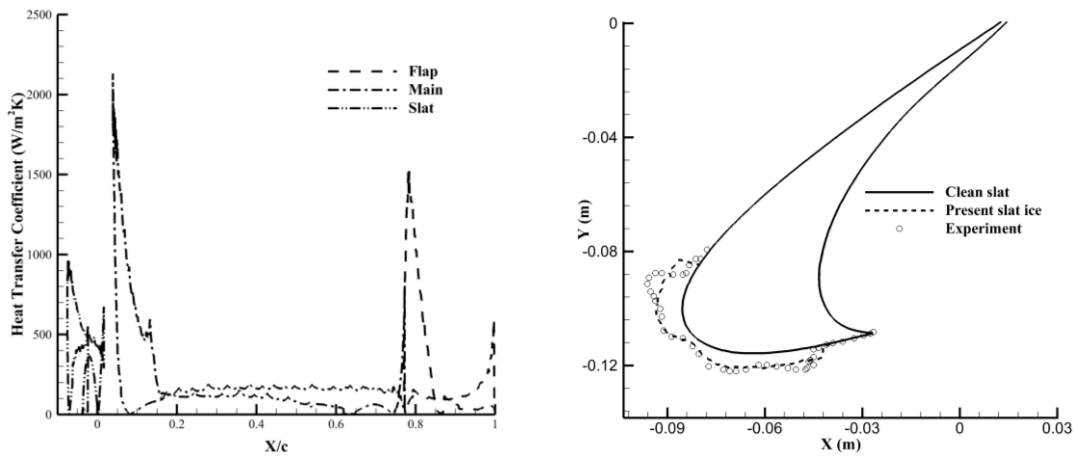 2500
2000
1500
1000
500
0
0
0.2
0.4
0.6
0.8
1
Heat Transfer Coefficient (W/m²K)
X/c
Flap
Main
Slat
0
-0.04
-0.08
-0.12
-0.09
-0.06
-0.03
0
0.03
Y (m)
X (m)
Clean slat
Present slat ice
Experiment